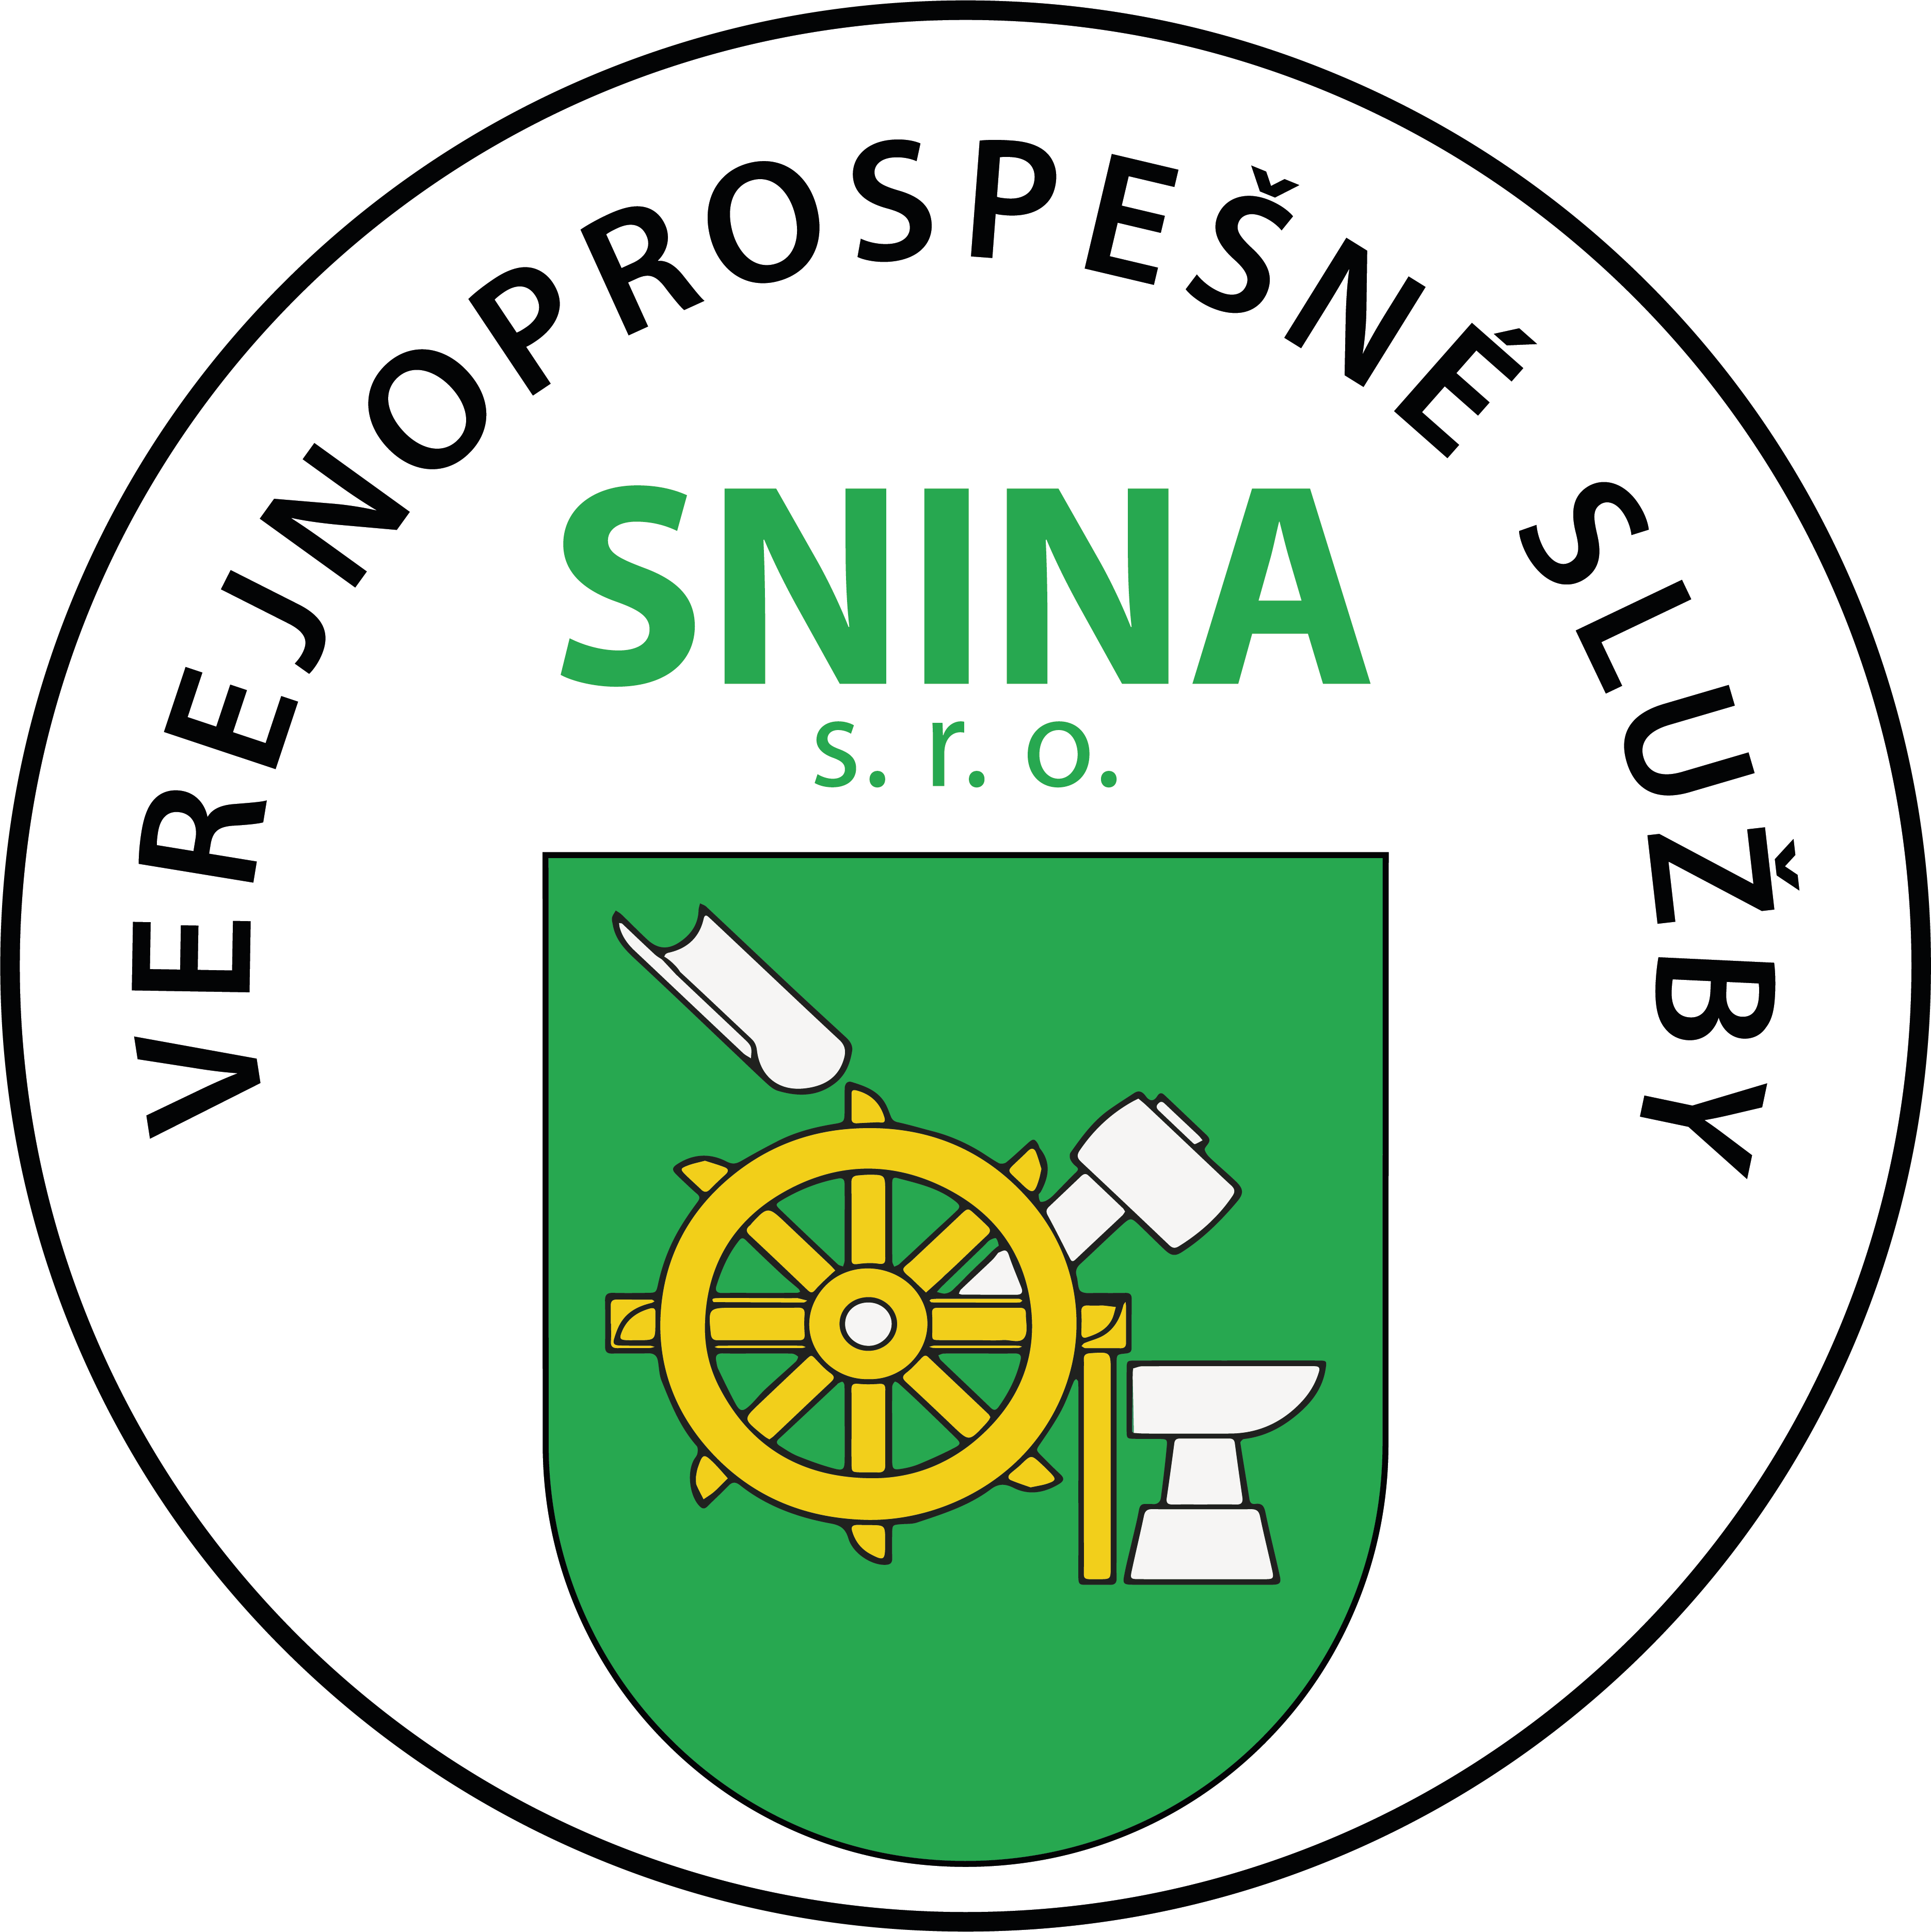 VEREJNOPROSPEŠNÉ SLUŽBY
SNINA
s. r. o.